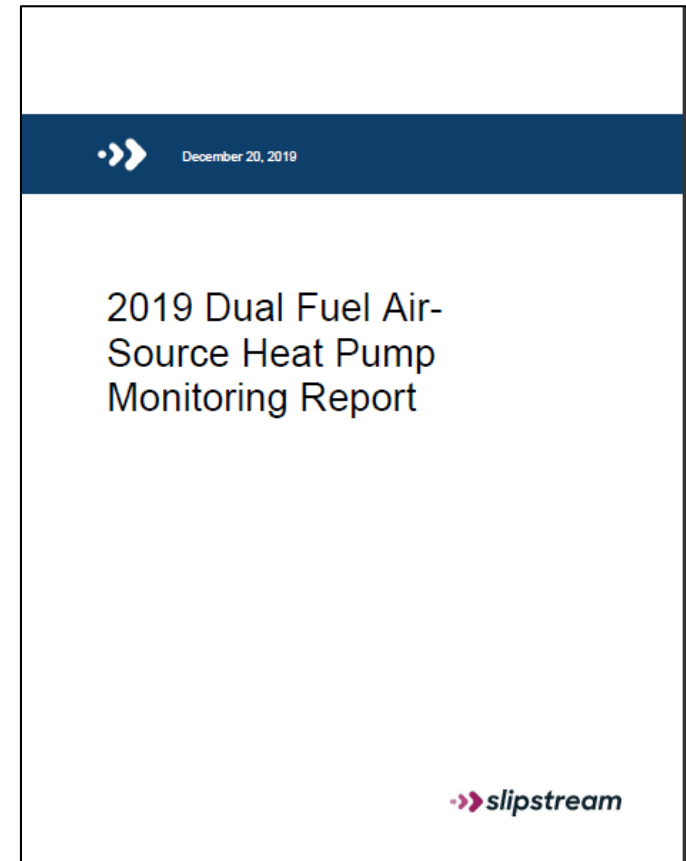 December 20, 2019
2019 Dual Fuel Air-
Source Heat Pump
Monitoring Report
slipstream